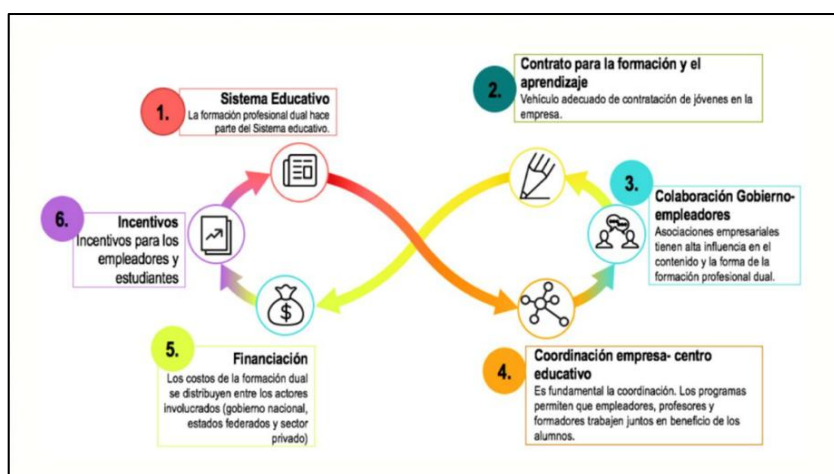 1.
Sistema Educativo
La formación profesional dual hace
parte del Sistema educativo.
2.
Contrato para la formación y el
aprendizaje
Vehículo adecuado de contratación de jóvenes en la
empresa.
3.
Colaboración Gobierno-
empleadores
Asociaciones empresariales
tienen alta influencia en el
contenido y la forma de la
formación profesional dual.
4.
Coordinación empresa- centro
educativo
Es fundamental la coordinación. Los programas
permiten que empleadores, profesores y
formadores trabajen juntos en beneficio de los
alumnos.
5.
Financiación
Los costos de la formación dual
se distribuyen entre los actores
involucrados (gobierno nacional,
estados federados y sector
privado)
6.
Incentivos
Incentivos para los
empleadores y
estudiantes
$